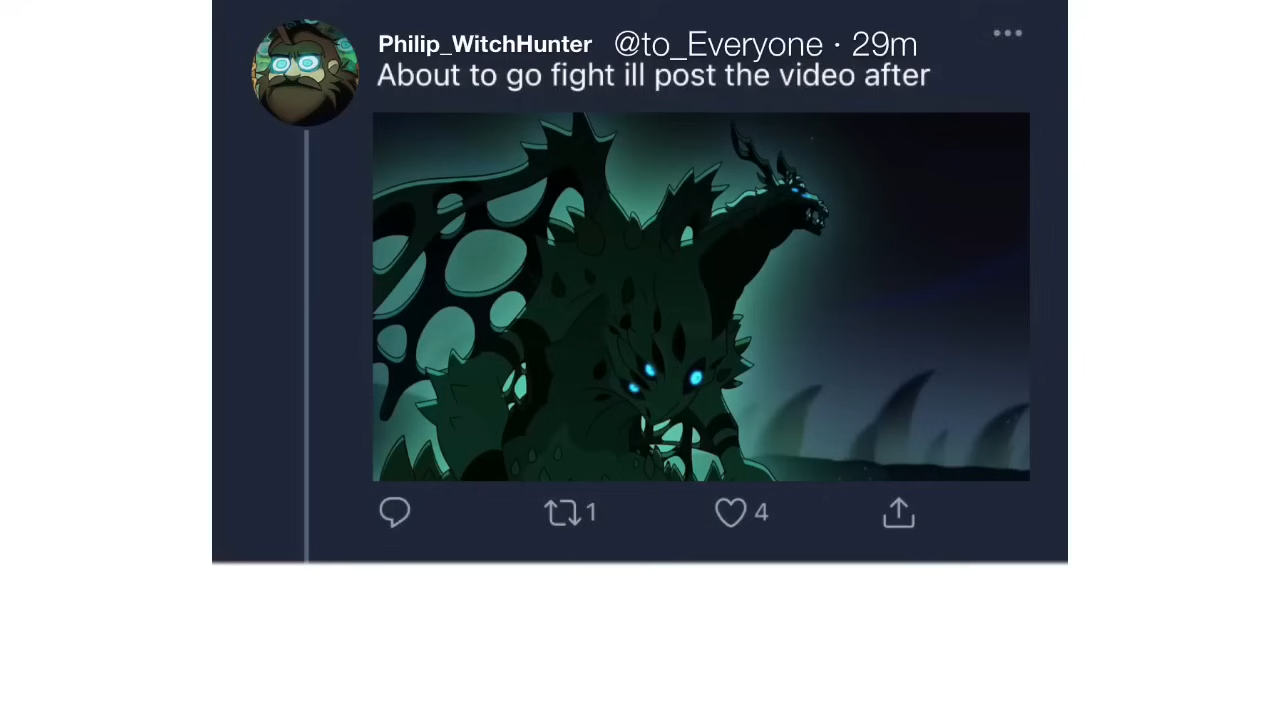 Philip_WitchHunter @to_Everyone · 29m
About to go fight ill post the video after
1 4